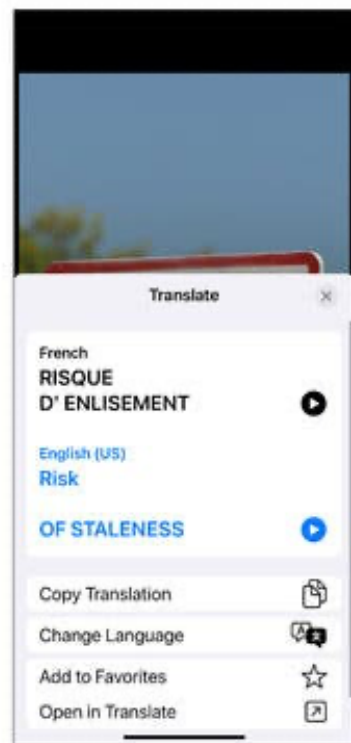 Translate
French
RISQUE
D' ENLISEMENT
English (US)
Risk
OF STALENESS
Copy Translation
Change Language
Add to Favorites
Open in Translate